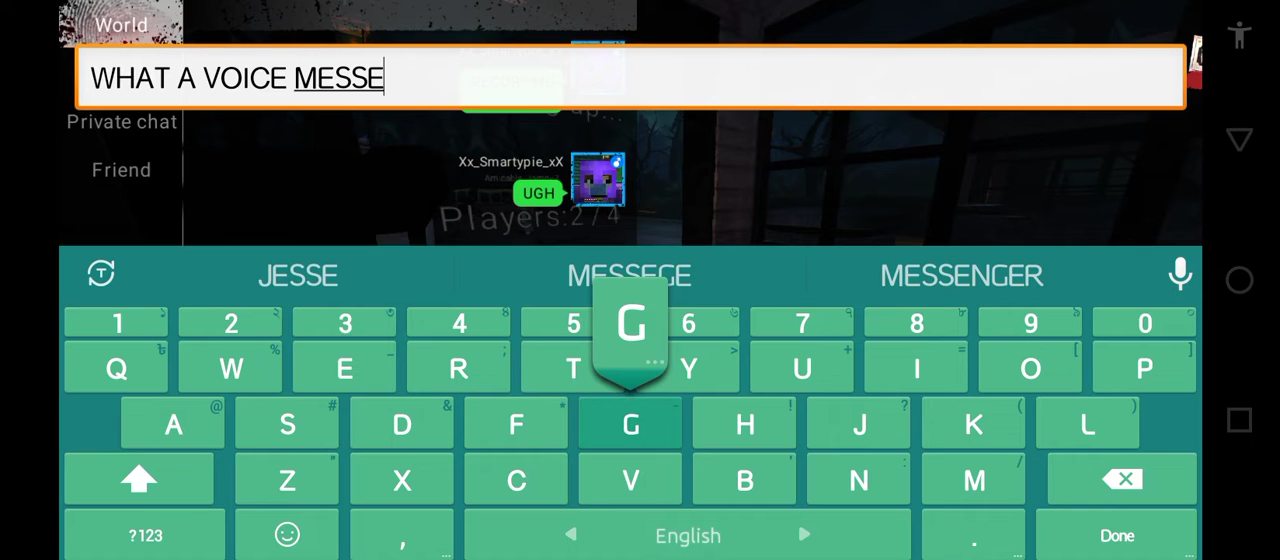 World
WHAT A VOICE MESSE
Private chat
Friend
Xx_Smartypie_xX
UGH
Players:2/4
JESSE MESSEGE MESSENGER
1 2 3 4 5 6 7 8 9 0
G
Q W E R T Y U I O P
A S D F G H J K L
Z X C V B N M
?123 , English . Done